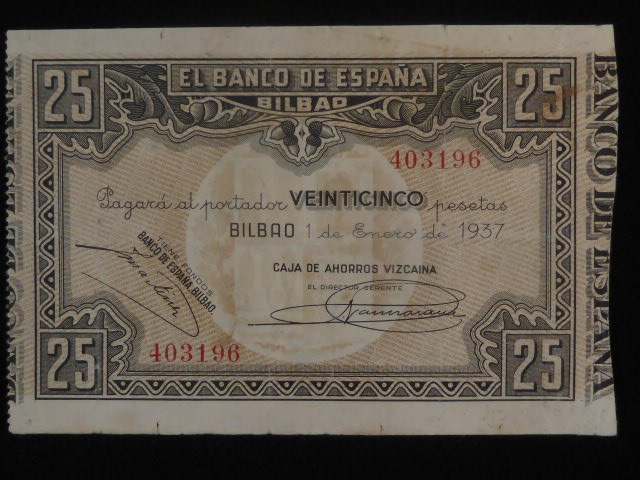 25 EL BANCO DE ESPAÑA 25
BILBAO
403196
Pagará al portador VEINTICINCO pesetas
BILBAO 1 de Enero de 1937
CAJA DE AHORROS VIZCAINA
EL DIRECTOR GERENTE
TIENE FONDOS
BANCO DE ESPAÑA, BILBAO.
403196
25 25
BANCO DE ESPAÑA